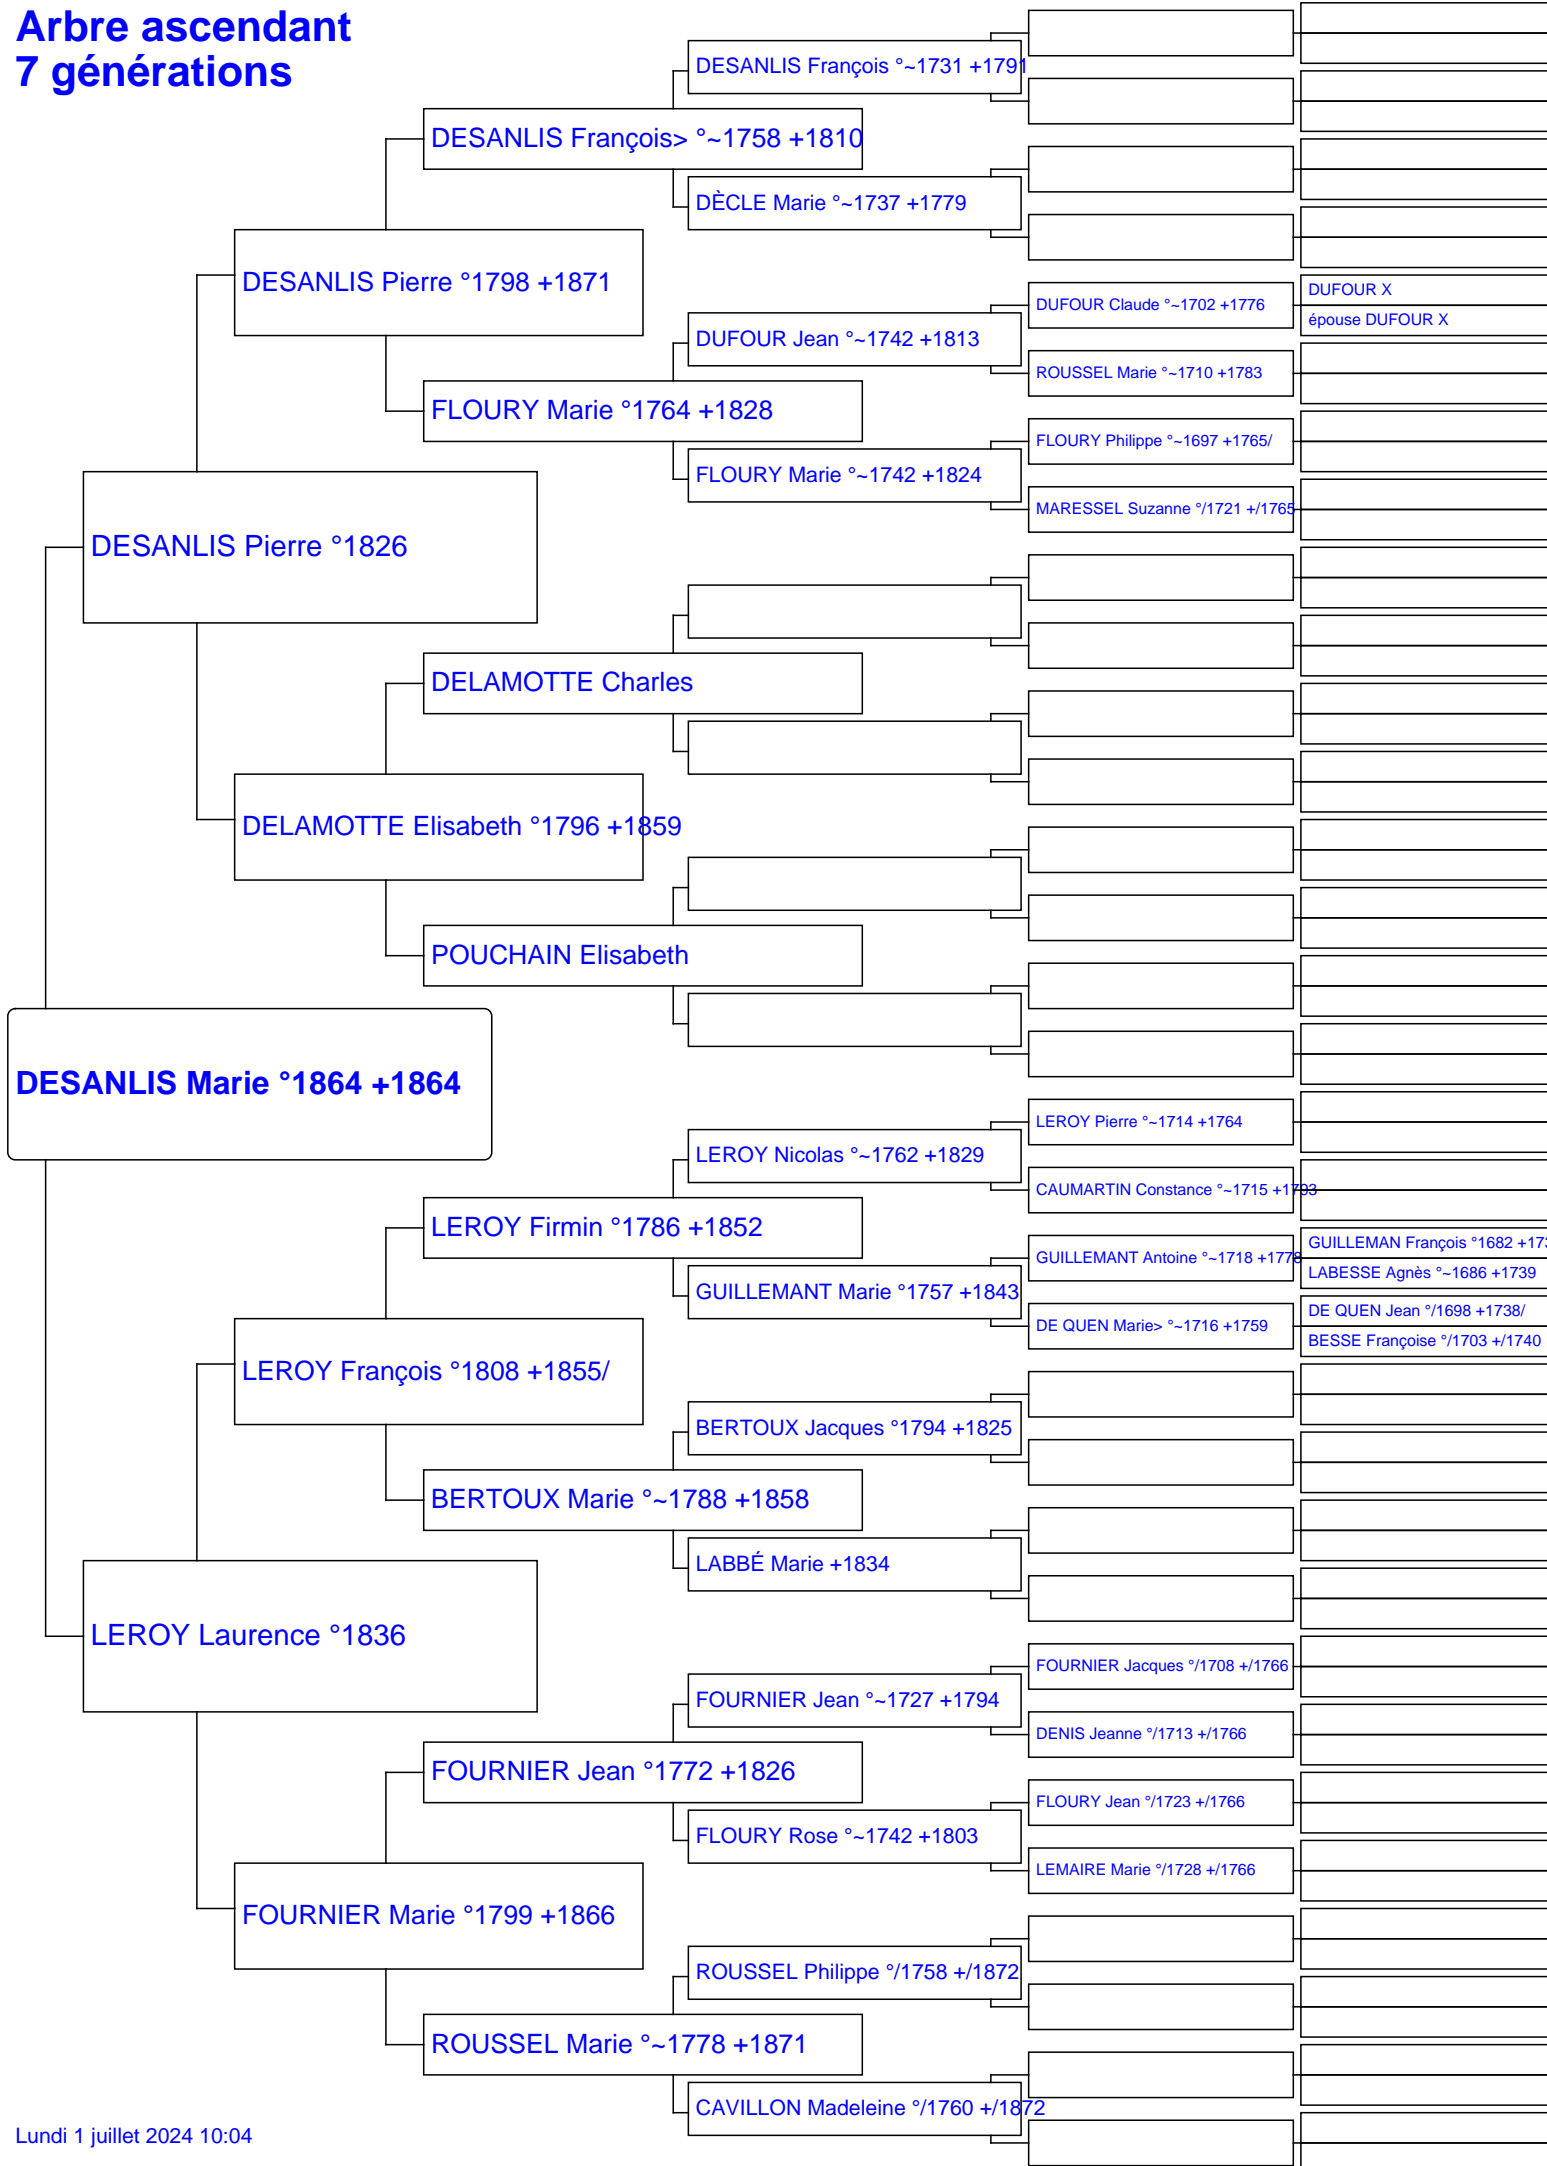 Arbre ascendant
7 générations
DESANLIS François °~1731 +1791
DESANLIS François> °~1758 +1810
DÈCLE Marie °~1737 +1779
DESANLIS Pierre °1798 +1871
DUFOUR X
DUFOUR Claude °~1702 +1776
épouse DUFOUR X
DUFOUR Jean °~1742 +1813
ROUSSEL Marie °~1710 +1783
FLOURY Marie °1764 +1828
FLOURY Philippe °~1697 +1765/
FLOURY Marie °~1742 +1824
MARESSEL Suzanne °/1721 +/1765
DESANLIS Pierre °1826
DELAMOTTE Charles
DELAMOTTE Elisabeth °1796 +1859
POUCHAIN Elisabeth
DESANLIS Marie °1864 +1864
LEROY Pierre °~1714 +1764
LEROY Nicolas °~1762 +1829
CAUMARTIN Constance °~1715 +1793
LEROY Firmin °1786 +1852
GUILLEMAN François °1682
GUILLEMANT Antoine °~1718 +1778
LABESSE Agnès °~1686 +1739
GUILLEMANT Marie °1757 +1843
DE QUEN Jean °/1698 +1738/
DE QUEN Marie> °~1716 +1759
BESSE Françoise °/1703 +/1740
LEROY François °1808 +1855/
BERTOUX Jacques °1794 +1825
BERTOUX Marie °~1788 +1858
LABBÉ Marie +1834
LEROY Laurence °1836
FOURNIER Jacques °/1708 +/1766
FOURNIER Jean °~1727 +1794
DENIS Jeanne °/1713 +/1766
FOURNIER Jean °1772 +1826
FLOURY Jean °/1723 +/1766
FLOURY Rose °~1742 +1803
LEMAIRE Marie °/1728 +/1766
FOURNIER Marie °1799 +1866
ROUSSEL Philippe °/1758 +/1872
ROUSSEL Marie °~1778 +1871
CAVILLON Madeleine °/1760 +/1872
Lundi 1 juillet 2024 10:04